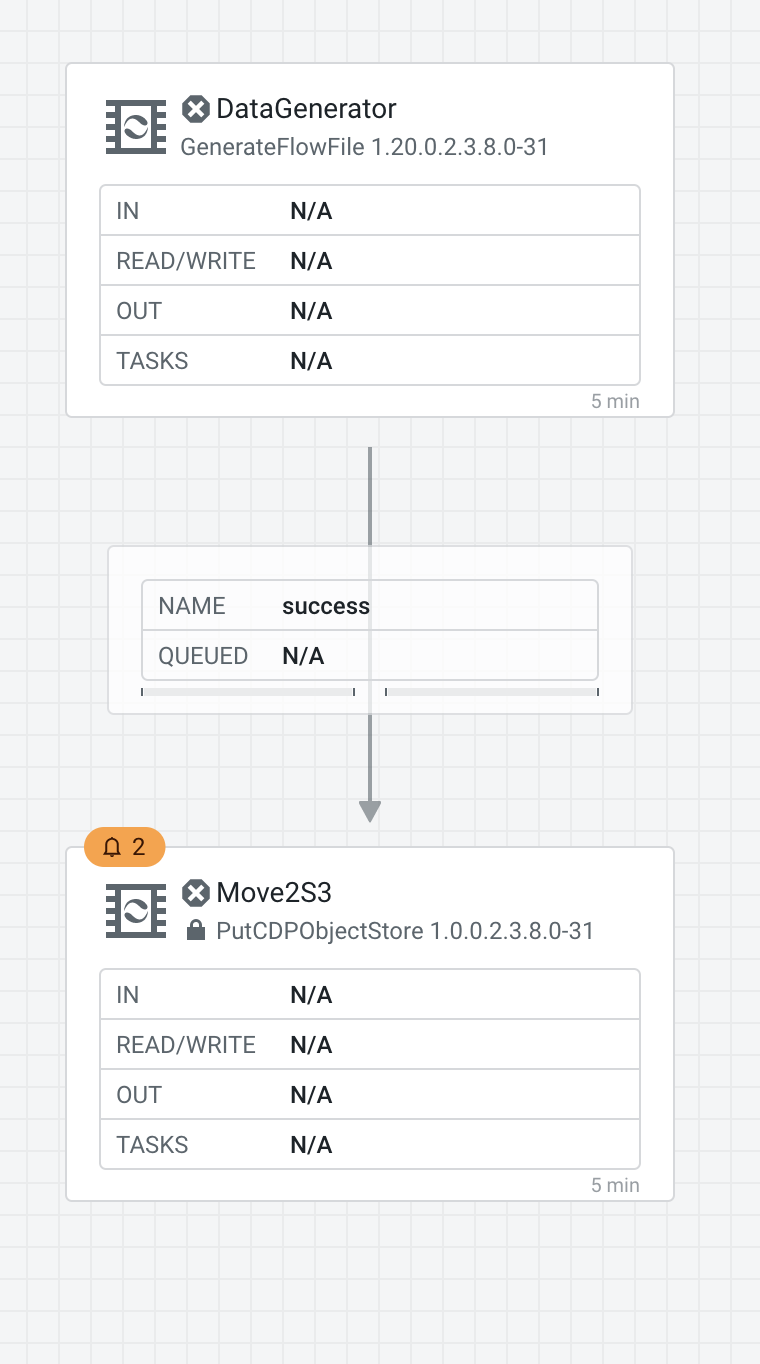 DataGenerator
GenerateFlowFile 1.20.0.2.3.8.0-31
IN N/A
READ/WRITE N/A
OUT N/A
TASKS N/A
5 min
NAME success
QUEUED N/A
2
Move2S3
PutCDPObjectStore 1.0.0.2.3.8.0-31
IN N/A
READ/WRITE N/A
OUT N/A
TASKS N/A
5 min